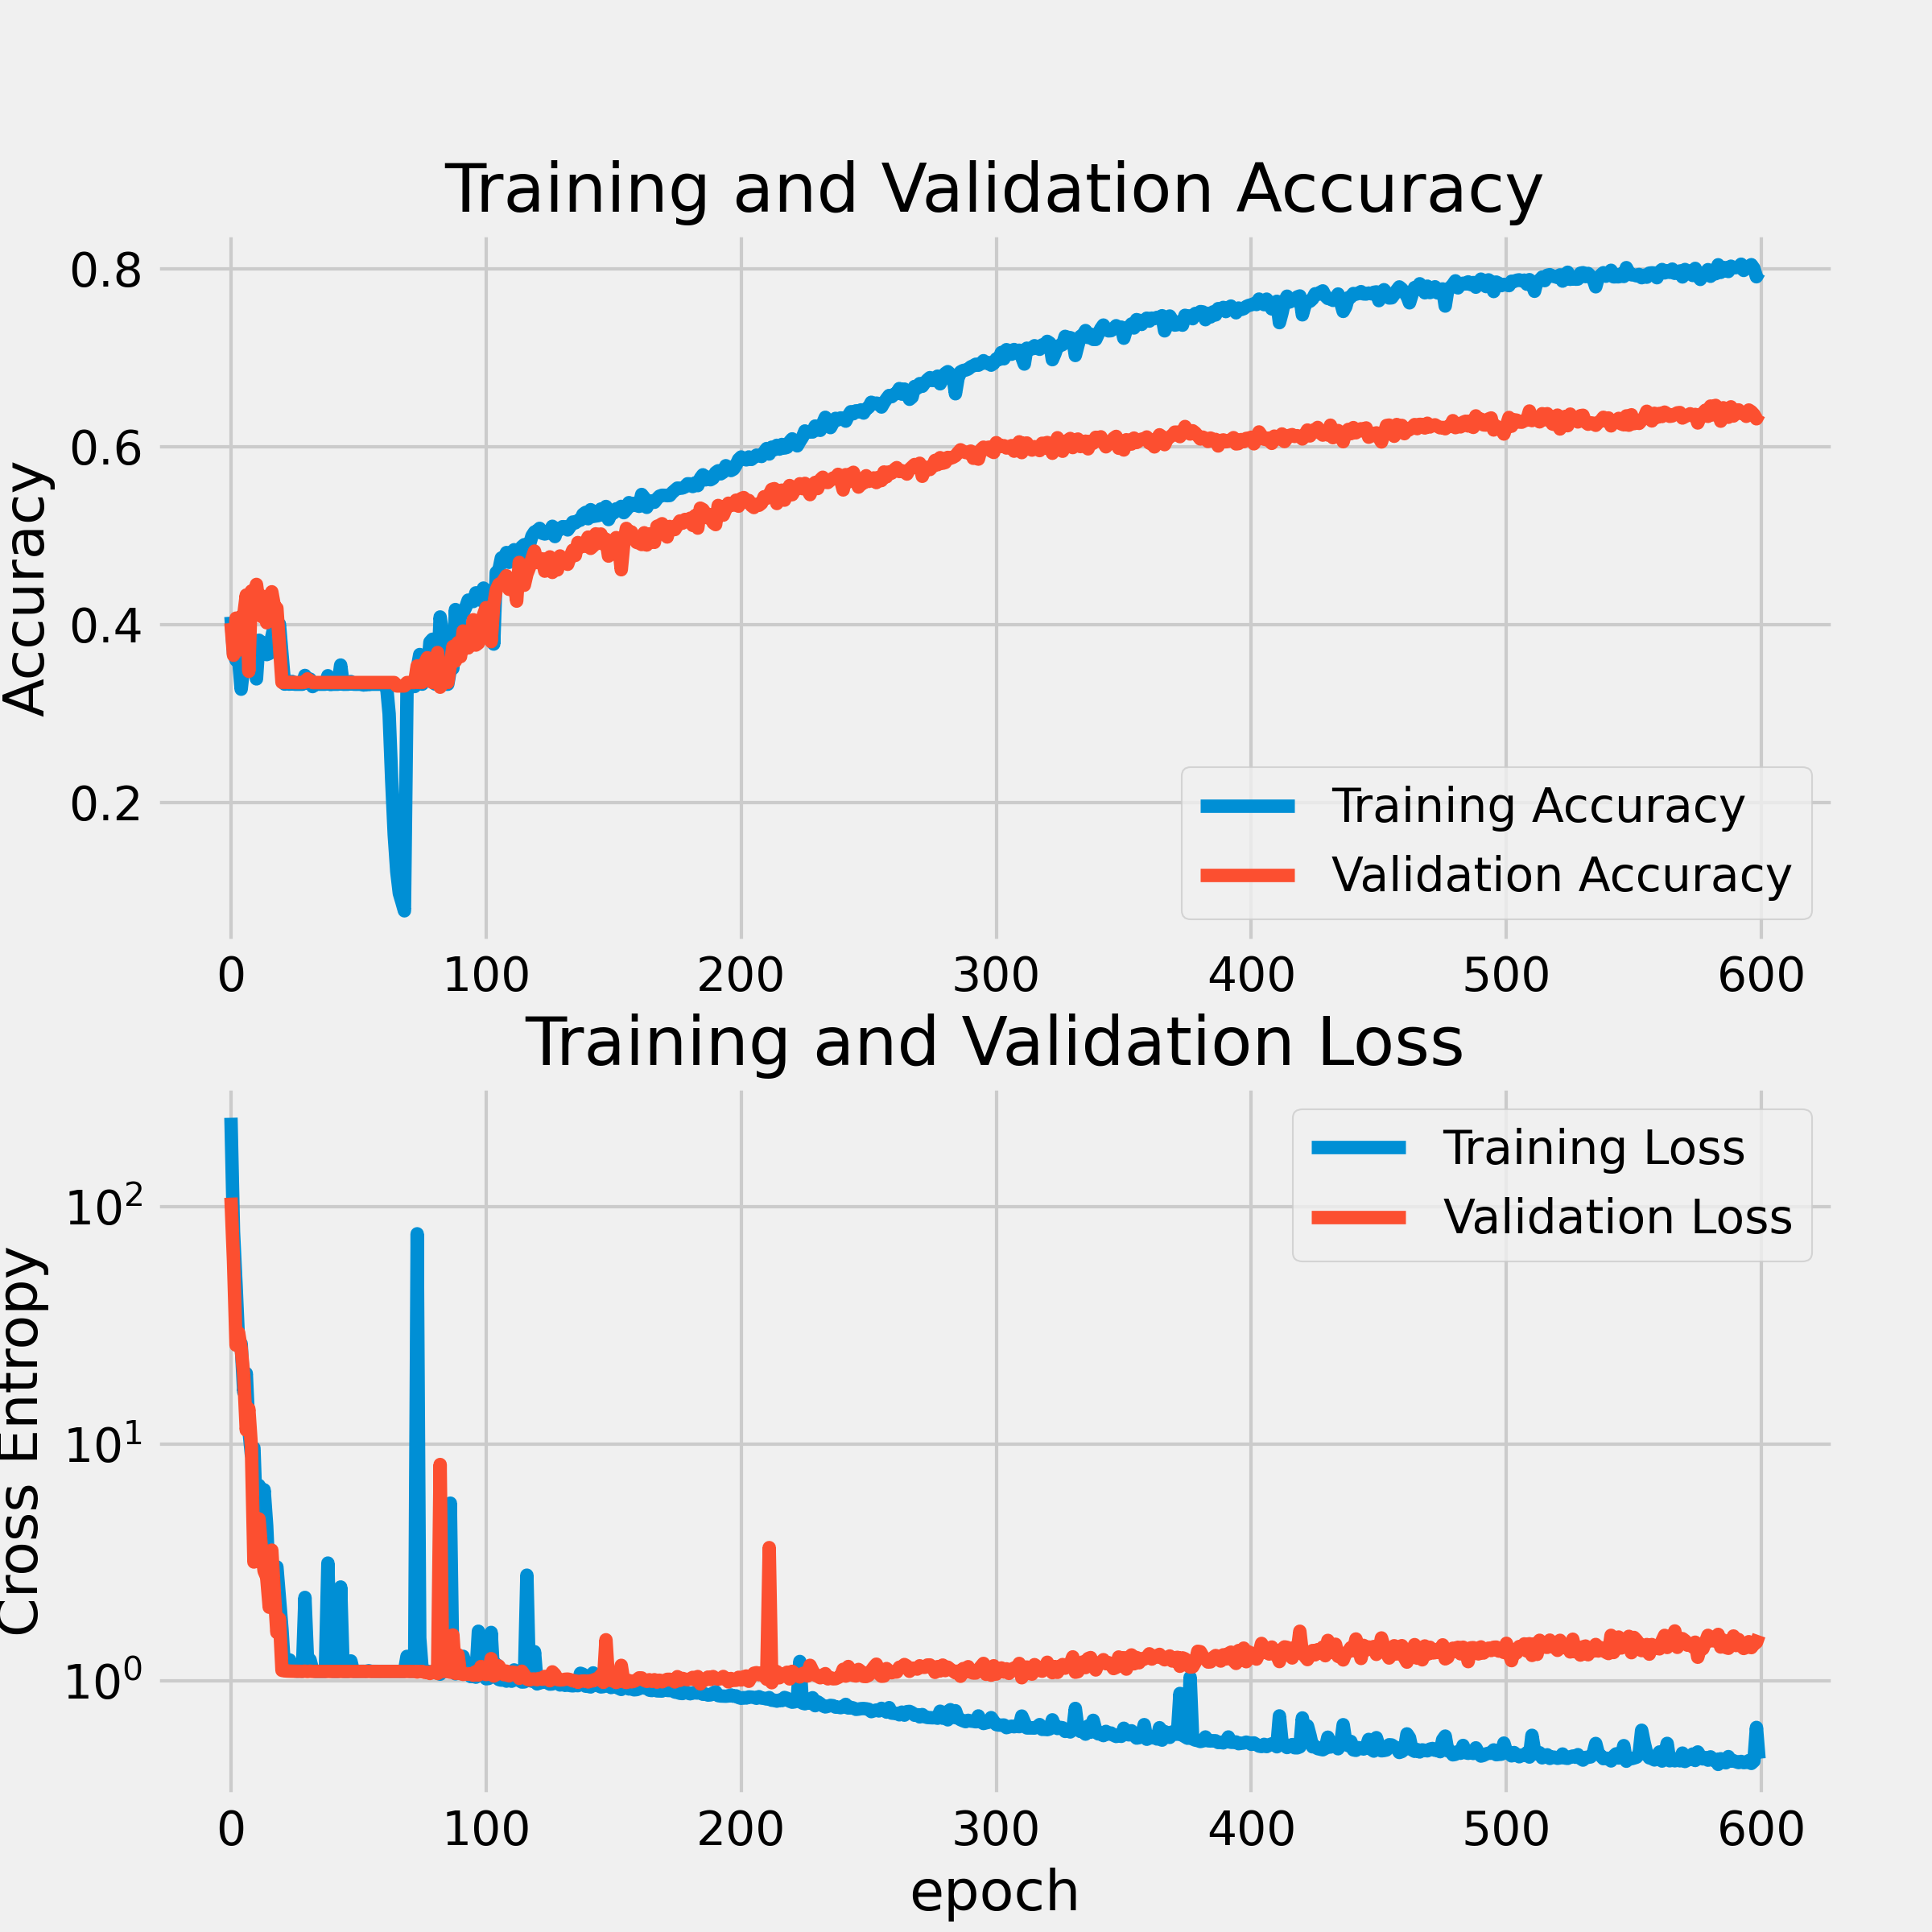 Training and Validation Accuracy
Accuracy
0.8
0.6
0.4
0.2
Training Accuracy
Validation Accuracy
0 100 200 300 400 500 600
Training and Validation Loss
Cross Entropy
10²
10¹
10⁰
Training Loss
Validation Loss
0 100 200 300 400 500 600
epoch